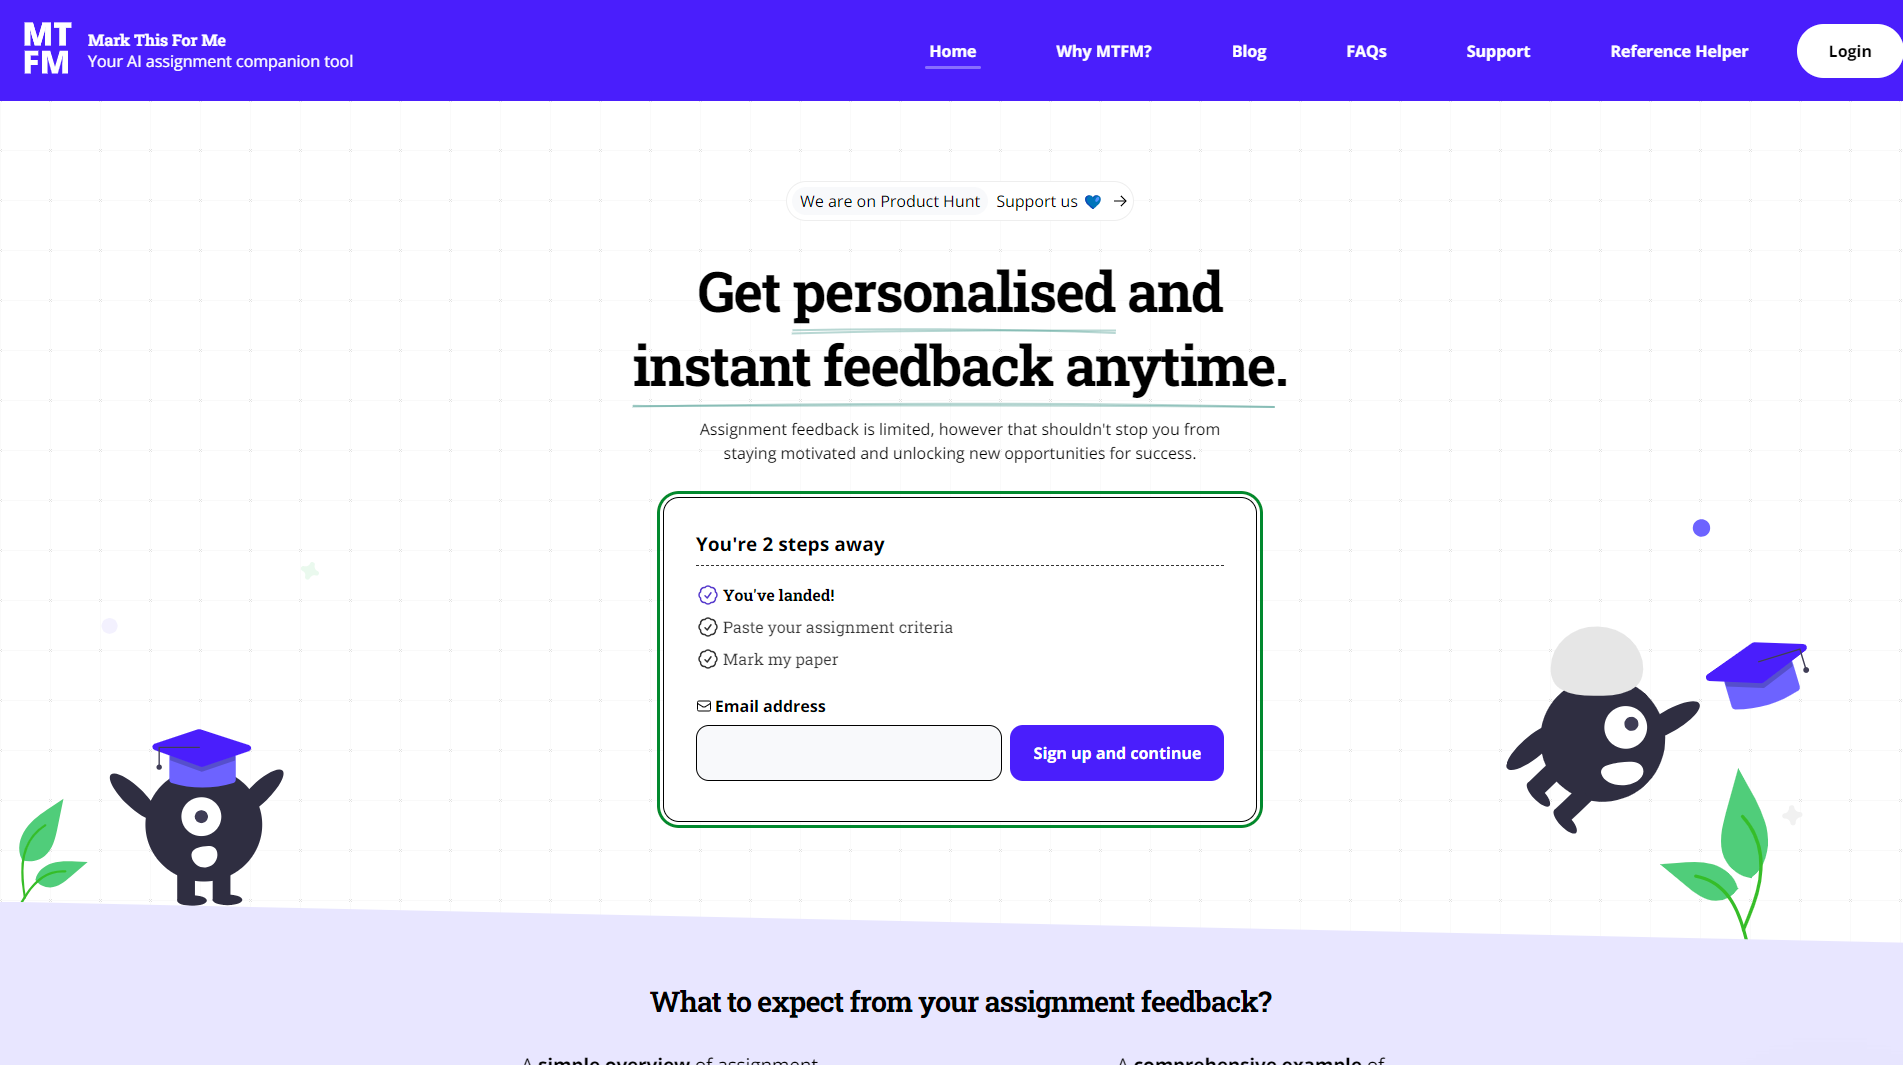 MT
FM
Mark This For Me
Your AI assignment companion tool
Home
Why MTFM?
Blog
FAQs
Support
Reference Helper
Login
We are on Product Hunt Support us 💙 →
Get personalised and
instant feedback anytime.
Assignment feedback is limited, however that shouldn't stop you from
staying motivated and unlocking new opportunities for success.
You're 2 steps away
You've landed!
Paste your assignment criteria
Mark my paper
Email address
Sign up and continue
What to expect from your assignment feedback?
A simple overview of assignment
A comprehensive example of